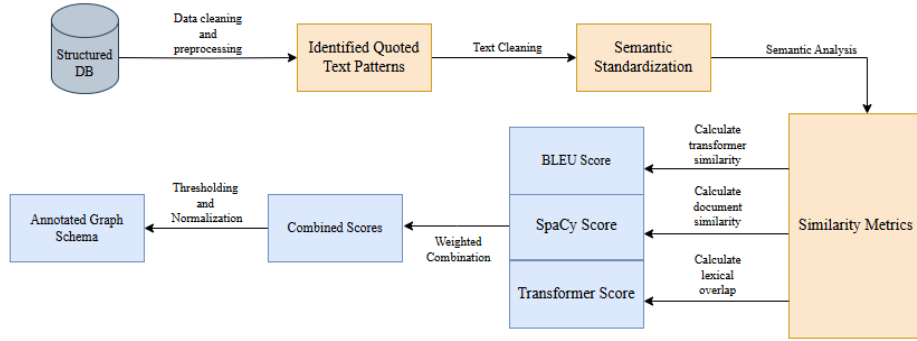 Structured
DB
Data cleaning
and
preprocessing)
Identified Quoted
Text Patterns
Text Cleaning
Semantic
Standardization
Semantic Analysis
Similarity Metrics
Calculate
transformer
similarity
BLEU Score
Calculate
document
similarity
SpaCy Score
Calculate
lexical
overlap
Transformer Score
Weighted
Combination
Combined Scores
Thresholding
and
Normalization)
Annotated Graph
Schema